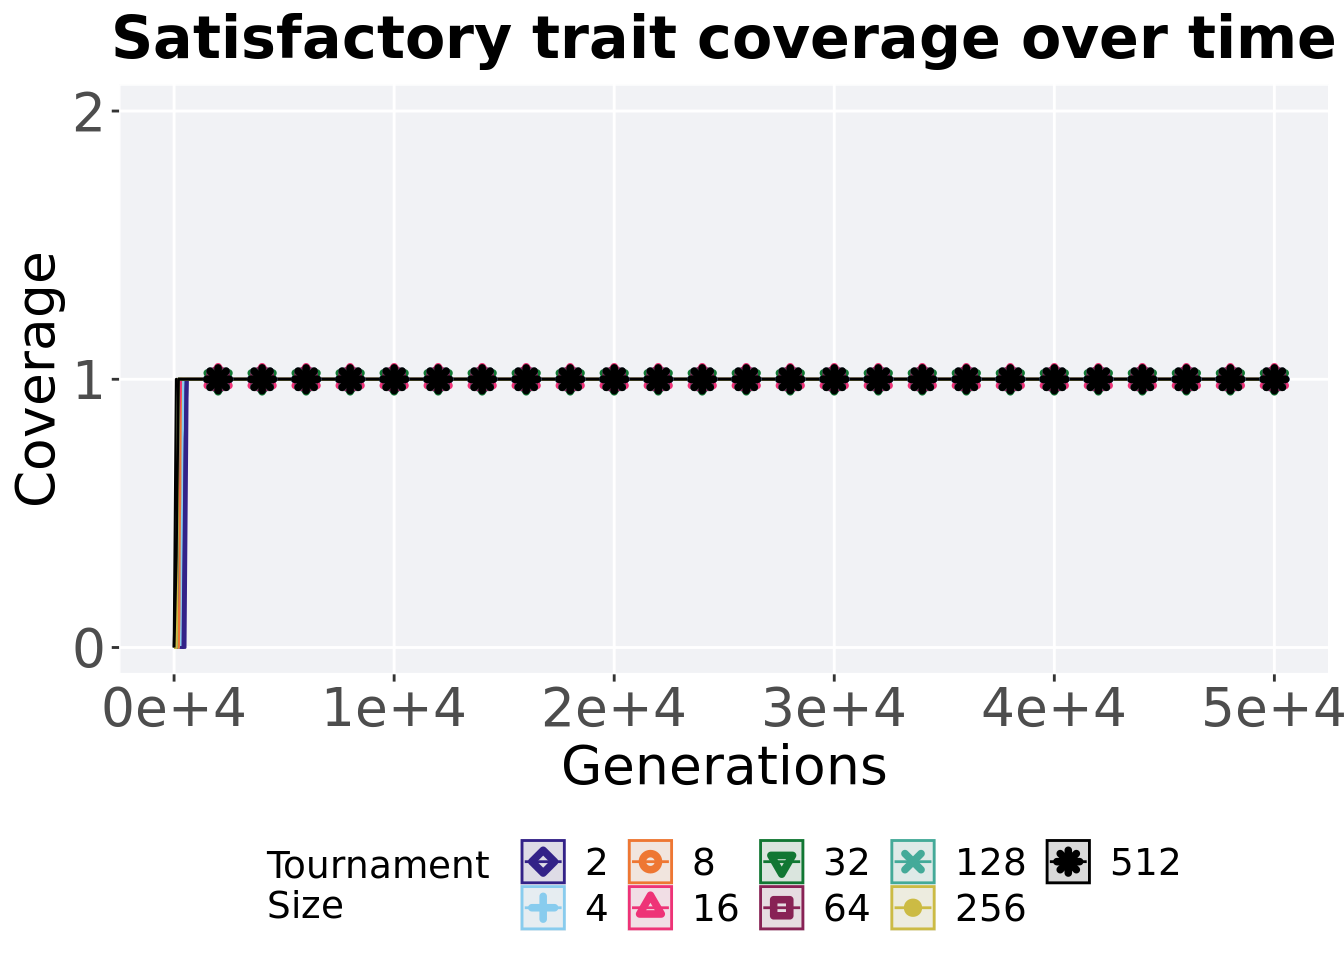 Satisfactory trait coverage over time
Coverage
2
1
0
0e+4 1e+4 2e+4 3e+4 4e+4 5e+4
Generations
Tournament
Size
2 8 32 128 512
4 16 64 256